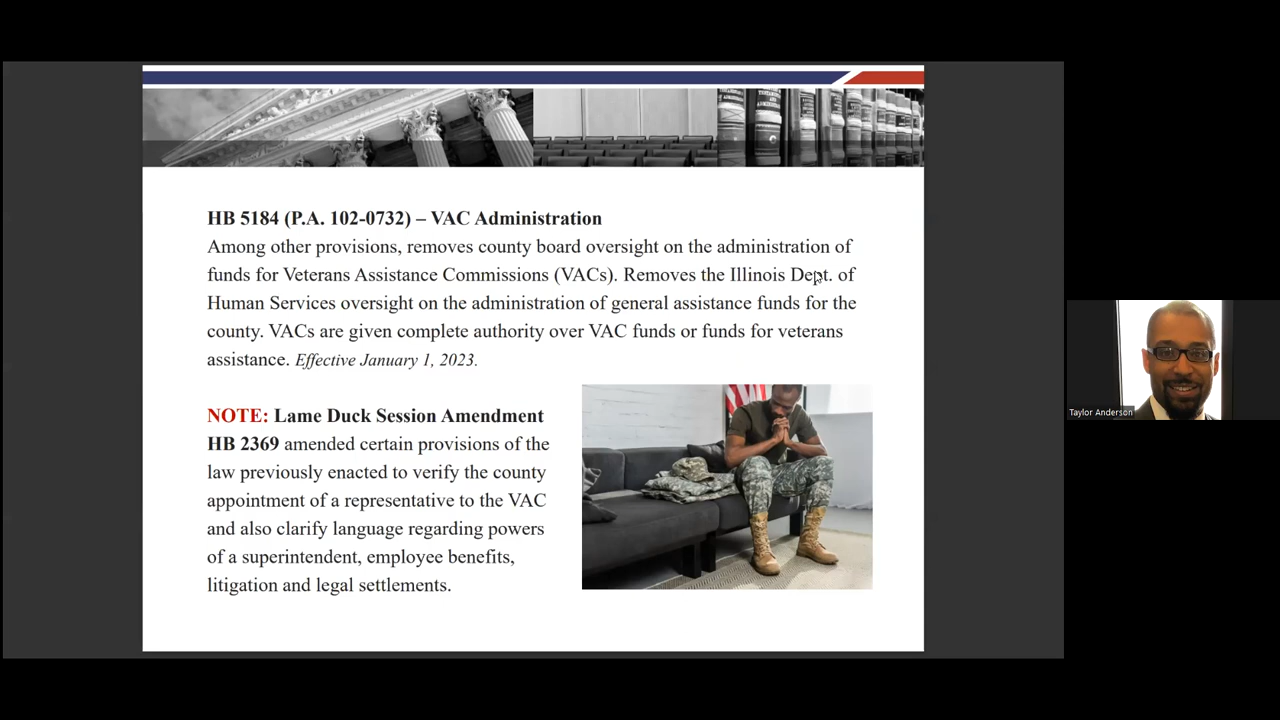 HB 5184 (P.A. 102-0732) – VAC Administration
Among other provisions, removes county board oversight on the administration of
funds for Veterans Assistance Commissions (VACs). Removes the Illinois Dept. of
Human Services oversight on the administration of general assistance funds for the
county. VACs are given complete authority over VAC funds or funds for veterans
assistance. Effective January 1, 2023.
NOTE: Lame Duck Session Amendment
HB 2369 amended certain provisions of the
law previously enacted to verify the county
appointment of a representative to the VAC
and also clarify language regarding powers
of a superintendent, employee benefits,
litigation and legal settlements.
Taylor Anderson